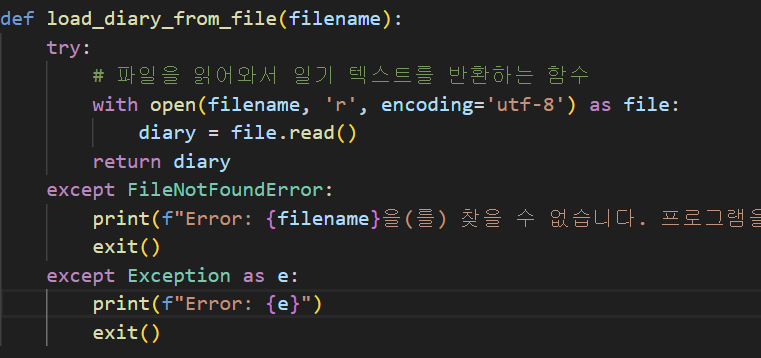 def load_diary_from_file(filename):
try:
# 파일을 읽어와서 일기 텍스트를 반환하는 함수
with open(filename, 'r', encoding='utf-8') as file:
diary = file.read()
return diary
except FileNotFoundError:
print(f"Error: {filename}을(를) 찾을 수 없습니다. 프로그램을
exit()
except Exception as e:
print(f"Error: {e}")
exit()